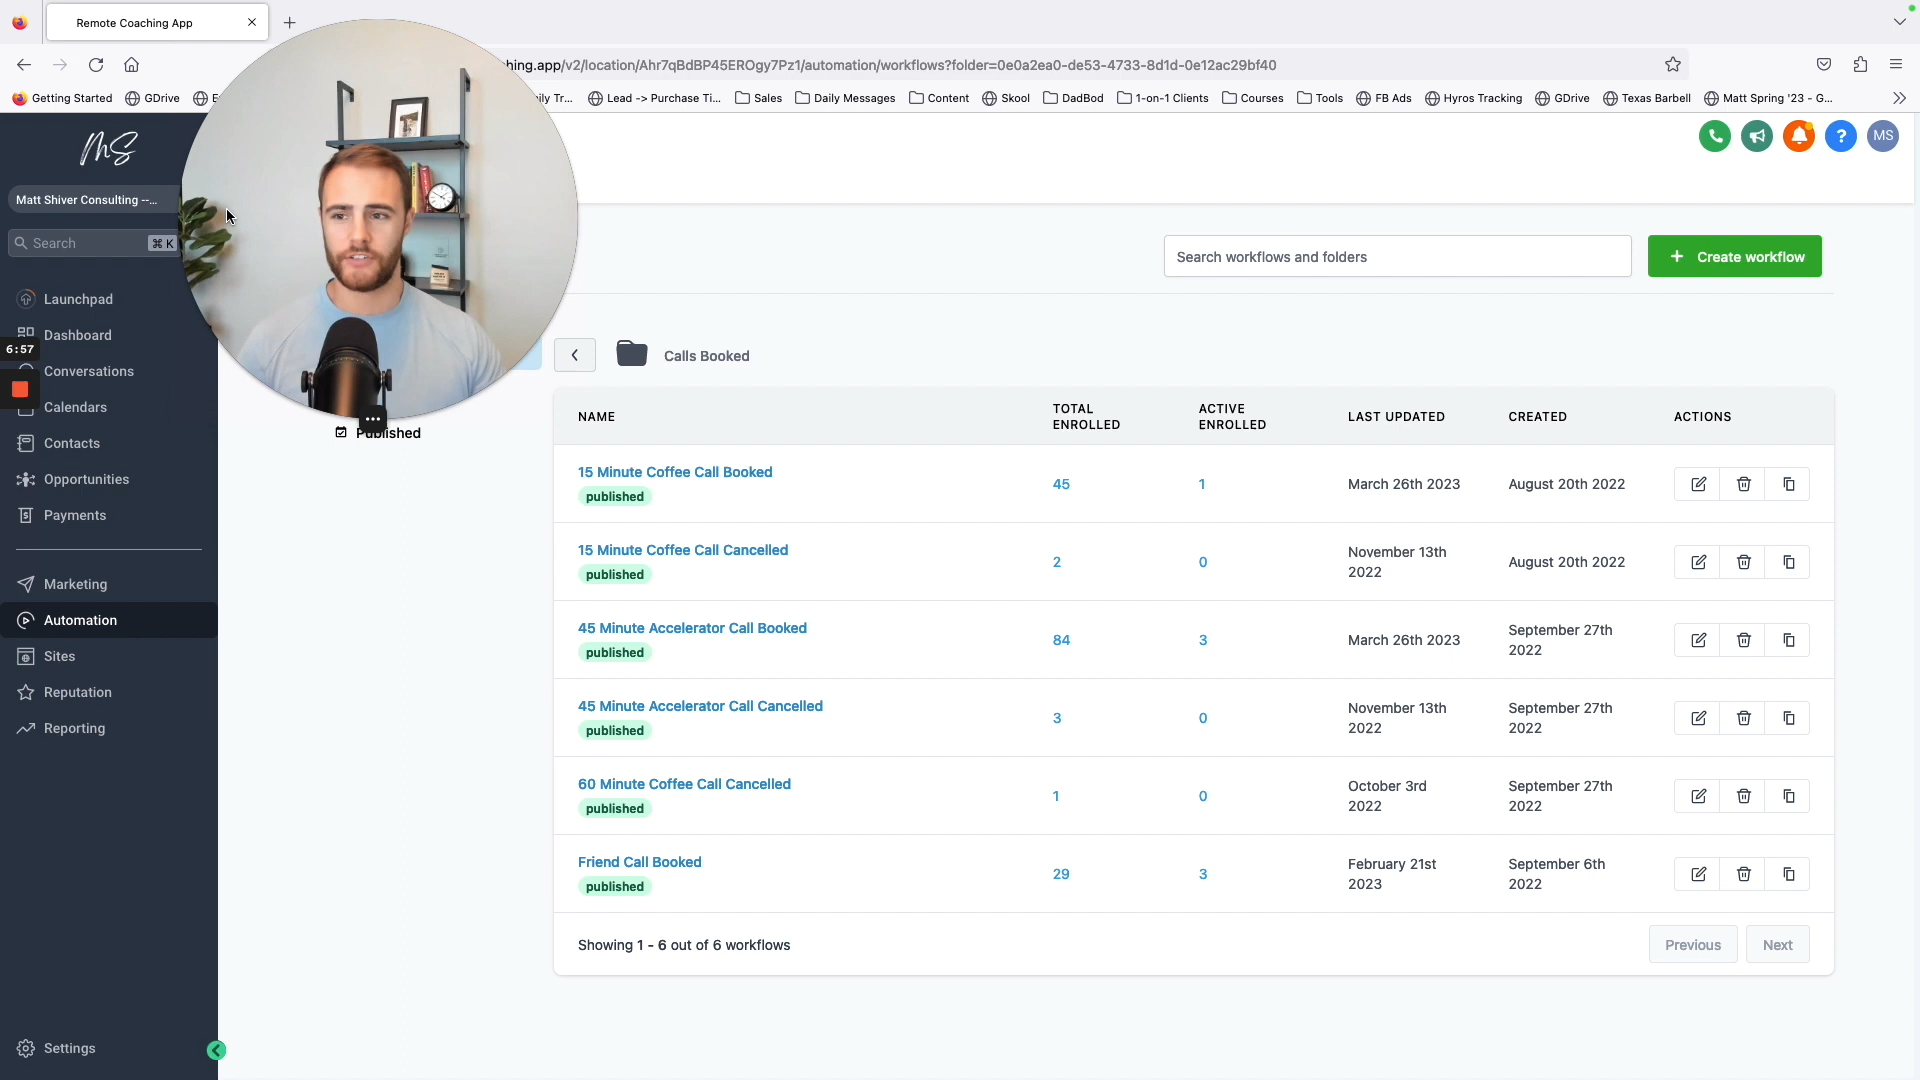 Remote Coaching App
hing.app/v2/location/Ahr7qBdBP45EROgy7Pz1/automation/workflows?folder=0e0a2ea0-de53-4733-8d1d-0e12ac29bf40
Getting Started GDrive ily Tr... Lead -> Purchase Ti... Sales Daily Messages Content Skool DadBod 1-on-1 Clients Courses Tools FB Ads Hyros Tracking GDrive Texas Barbell Matt Spring '23 - G...
MS
MS
Matt Shiver Consulting --...
Search ⌘ K
Search workflows and folders
+ Create workflow
Launchpad
Dashboard
6:57
Conversations
Calendars
Contacts
Opportunities
Payments
Marketing
Automation
Sites
Reputation
Reporting
Settings
Published
Calls Booked
NAME TOTAL ENROLLED ACTIVE ENROLLED LAST UPDATED CREATED ACTIONS
15 Minute Coffee Call Booked
published
45 1 March 26th 2023 August 20th 2022
15 Minute Coffee Call Cancelled
published
2 0 November 13th 2022 August 20th 2022
45 Minute Accelerator Call Booked
published
84 3 March 26th 2023 September 27th 2022
45 Minute Accelerator Call Cancelled
published
3 0 November 13th 2022 September 27th 2022
60 Minute Coffee Call Cancelled
published
1 0 October 3rd 2022 September 27th 2022
Friend Call Booked
published
29 3 February 21st 2023 September 6th 2022
Showing 1 - 6 out of 6 workflows
Previous Next